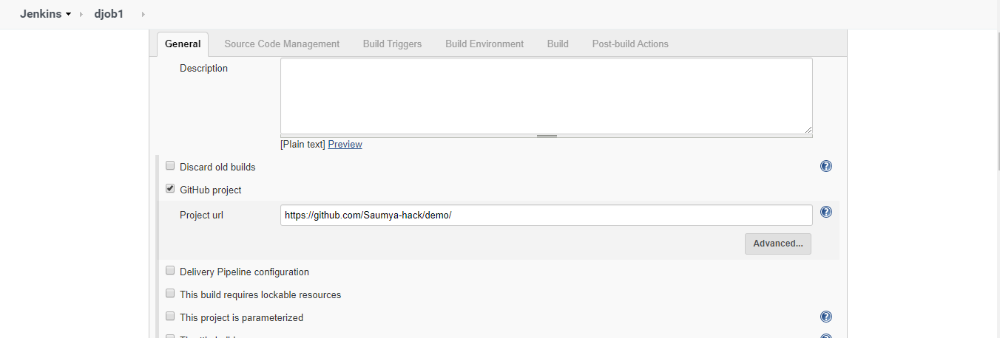 Jenkins djob1
General Source Code Management Build Triggers Build Environment Build Post-build Actions
Description
[Plain text] Preview
Discard old builds
GitHub project
Project url https://github.com/Saumya-hack/demo/
Advanced...
Delivery Pipeline configuration
This build requires lockable resources
This project is parameterized